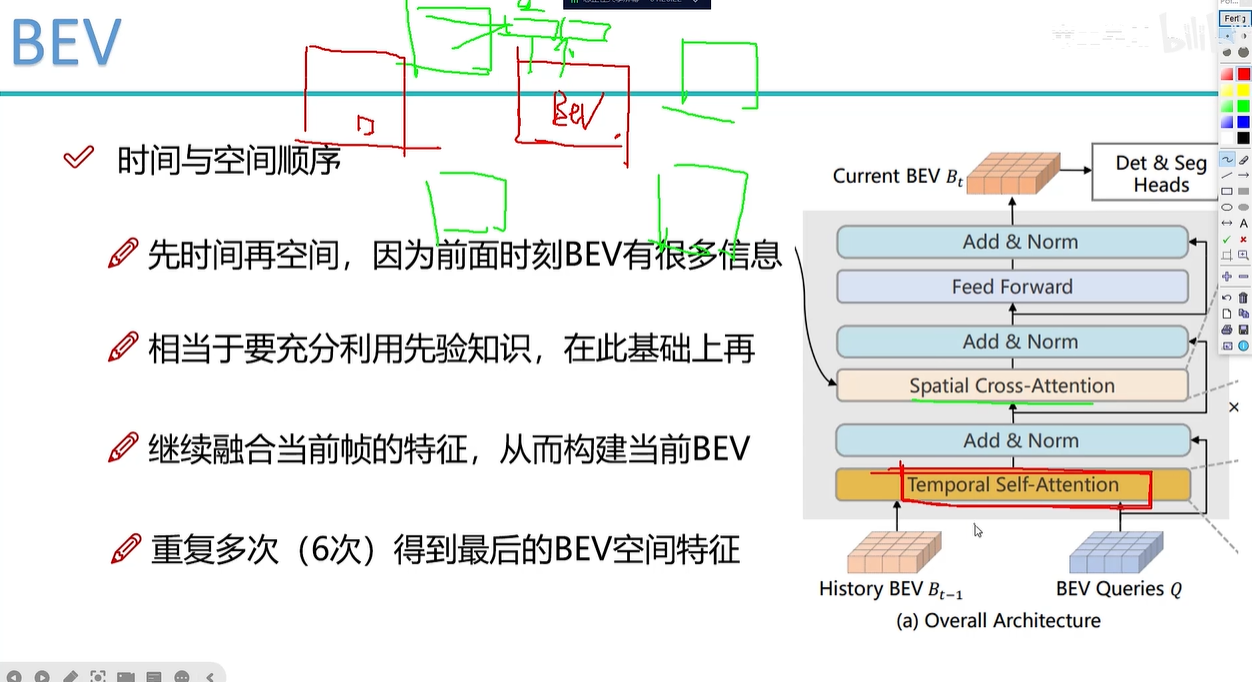 BEV
Bev
时间与空间顺序
先时间再空间，因为前面时刻BEV有很多信息
相当于要充分利用先验知识，在此基础上再
继续融合当前帧的特征，从而构建当前BEV
重复多次（6次）得到最后的BEV空间特征
Current BEV Bt
Det & Seg
Heads
Add & Norm
Feed Forward
Add & Norm
Spatial Cross-Attention
Add & Norm
Temporal Self-Attention
History BEV Bt−1
BEV Queries Q
(a) Overall Architecture
×